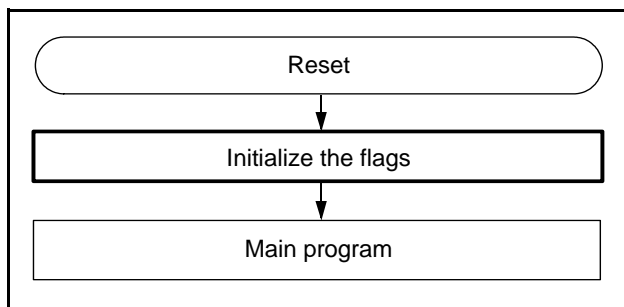 Reset
Initialize the flags
Main program